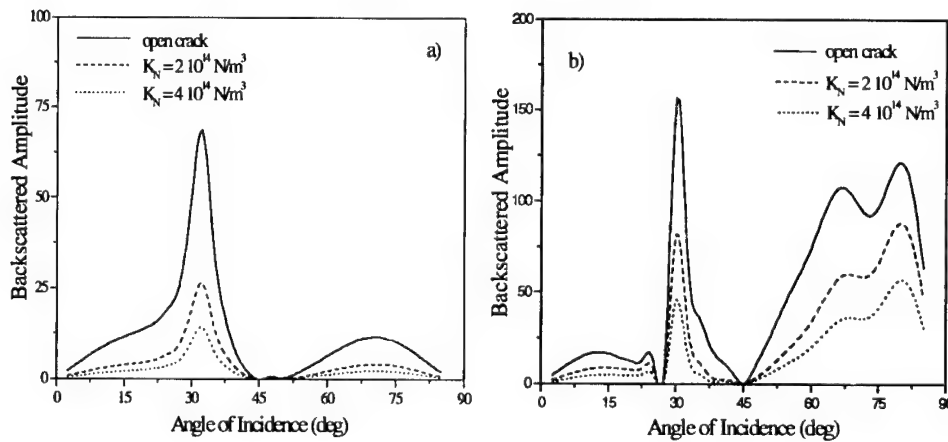 100
75
50
25
0
Backscattered Amplitude
open crack
K_N = 2 10^14 N/m^3
K_N = 4 10^14 N/m^3
a)
0 15 30 45 60 75 90
Angle of Incidence (deg)
200
150
100
50
0
Backscattered Amplitude
b)
open crack
K_N = 2 10^14 N/m^3
K_N = 4 10^14 N/m^3
0 15 30 45 60 75 90
Angle of Incidence (deg)